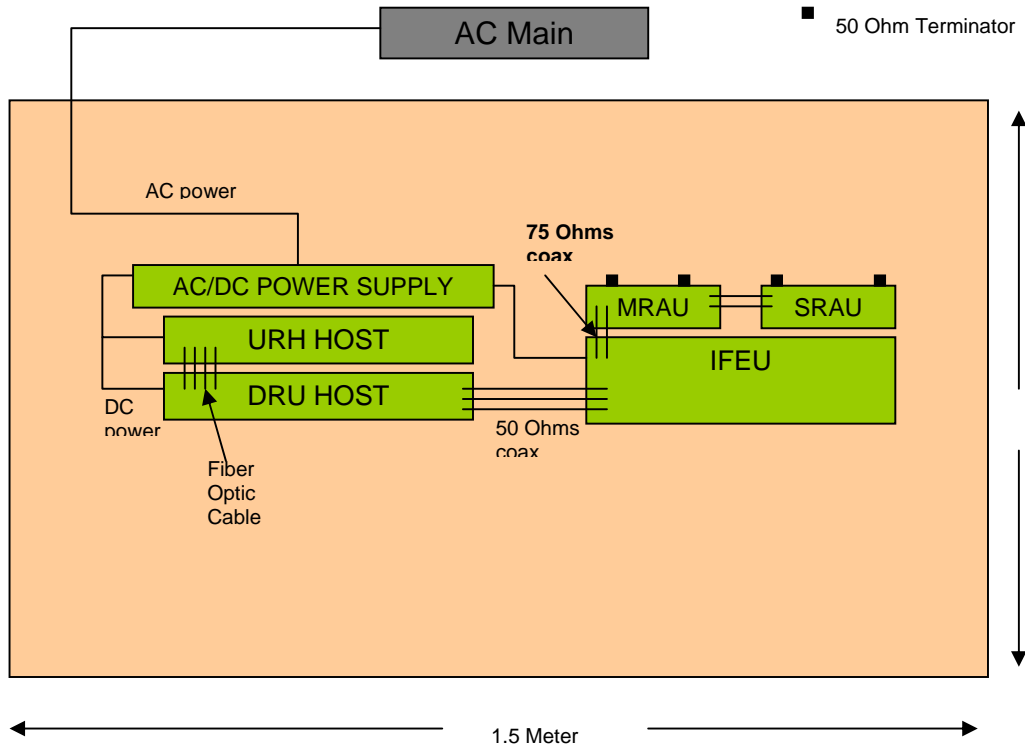 AC Main
50 Ohm Terminator
AC power
75 Ohms
coax
AC/DC POWER SUPPLY
MRAU
SRAU
URH HOST
IFEU
DRU HOST
DC
power
50 Ohms
coax
Fiber
Optic
Cable
1.5 Meter